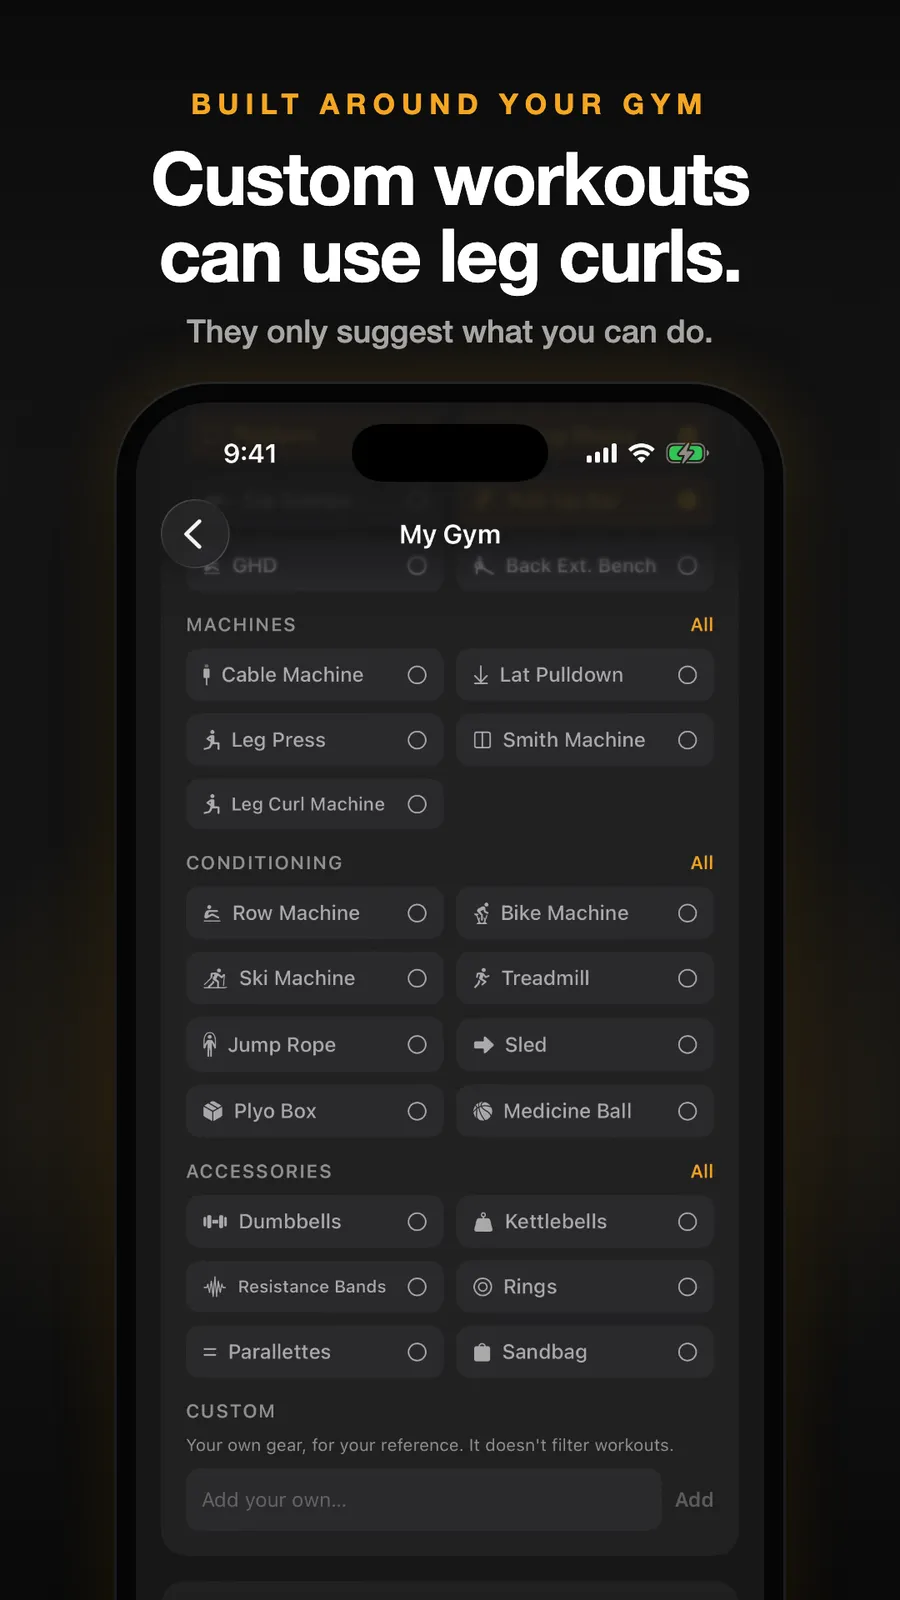 BUILT AROUND YOUR GYM
Custom workouts
can use leg curls.
They only suggest what you can do.
9:41
My Gym
GHD
Back Ext. Bench
MACHINES
All
Cable Machine
Lat Pulldown
Leg Press
Smith Machine
Leg Curl Machine
CONDITIONING
All
Row Machine
Bike Machine
Ski Machine
Treadmill
Jump Rope
Sled
Plyo Box
Medicine Ball
ACCESSORIES
All
Dumbbells
Kettlebells
Resistance Bands
Rings
Parallettes
Sandbag
CUSTOM
Your own gear, for your reference. It doesn't filter workouts.
Add your own...
Add